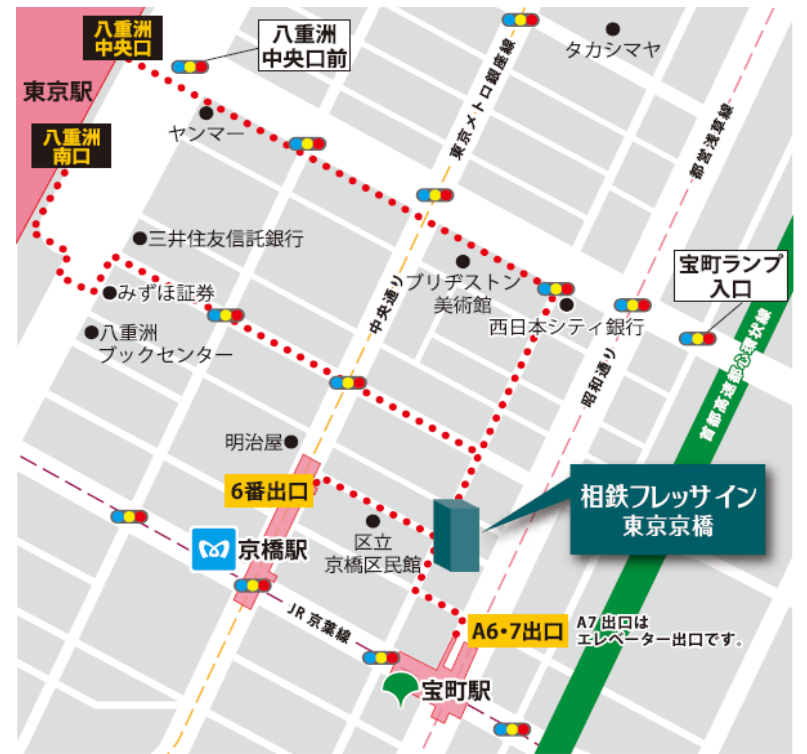 八重洲
中央口
八重洲
中央口前
タカシマヤ
東京駅
ヤンマー
東京メトロ銀座線
都営浅草線
八重洲
南口
三井住友信託銀行
みずほ証券
八重洲
ブックセンター
ブリヂストン
美術館
西日本シティ銀行
宝町ランプ
入口
中央通り
昭和通り
首都高速都心環状線
明治屋
6番出口
相鉄フレッサイン
東京京橋
区立
京橋区民館
京橋駅
JR京葉線
A6・7出口
A7出口は
エレベーター出口です。
宝町駅